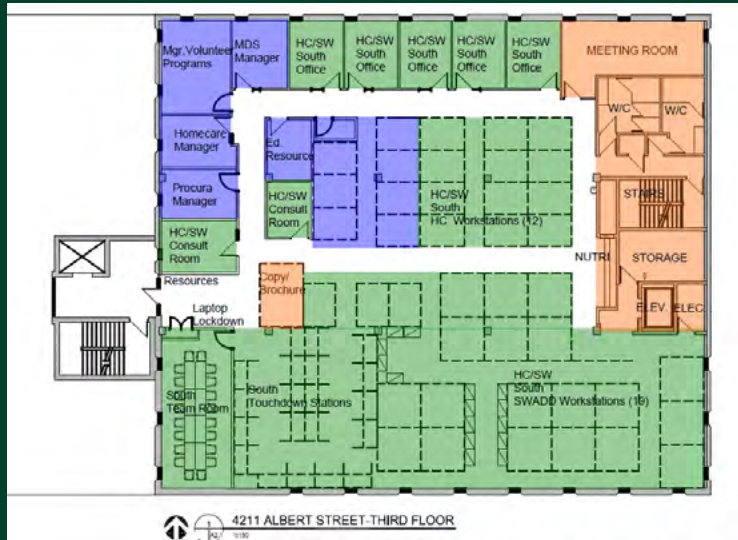 Mgr.Volunteer
Programs
MDS
Manager
HC/SW
South
Office
HC/SW
South
Office
HC/SW
South
Office
HC/SW
South
Office
HC/SW
South
Office
MEETING ROOM
W/C
W/C
Homecare
Manager
Ed.
Resource
Procura
Manager
HC/SW
Consult
Room
HC/SW
South
HC Workstations (12)
STAIRS
HC/SW
Consult
Room
NUTRI
STORAGE
Resources
Copy/
Brochure
ELEV.
ELEC.
Laptop
Lockdown
South
Team Room
South
Touchdown Stations
HC/SW
South
SWADD Workstations (19)
1
4211 ALBERT STREET-THIRD FLOOR